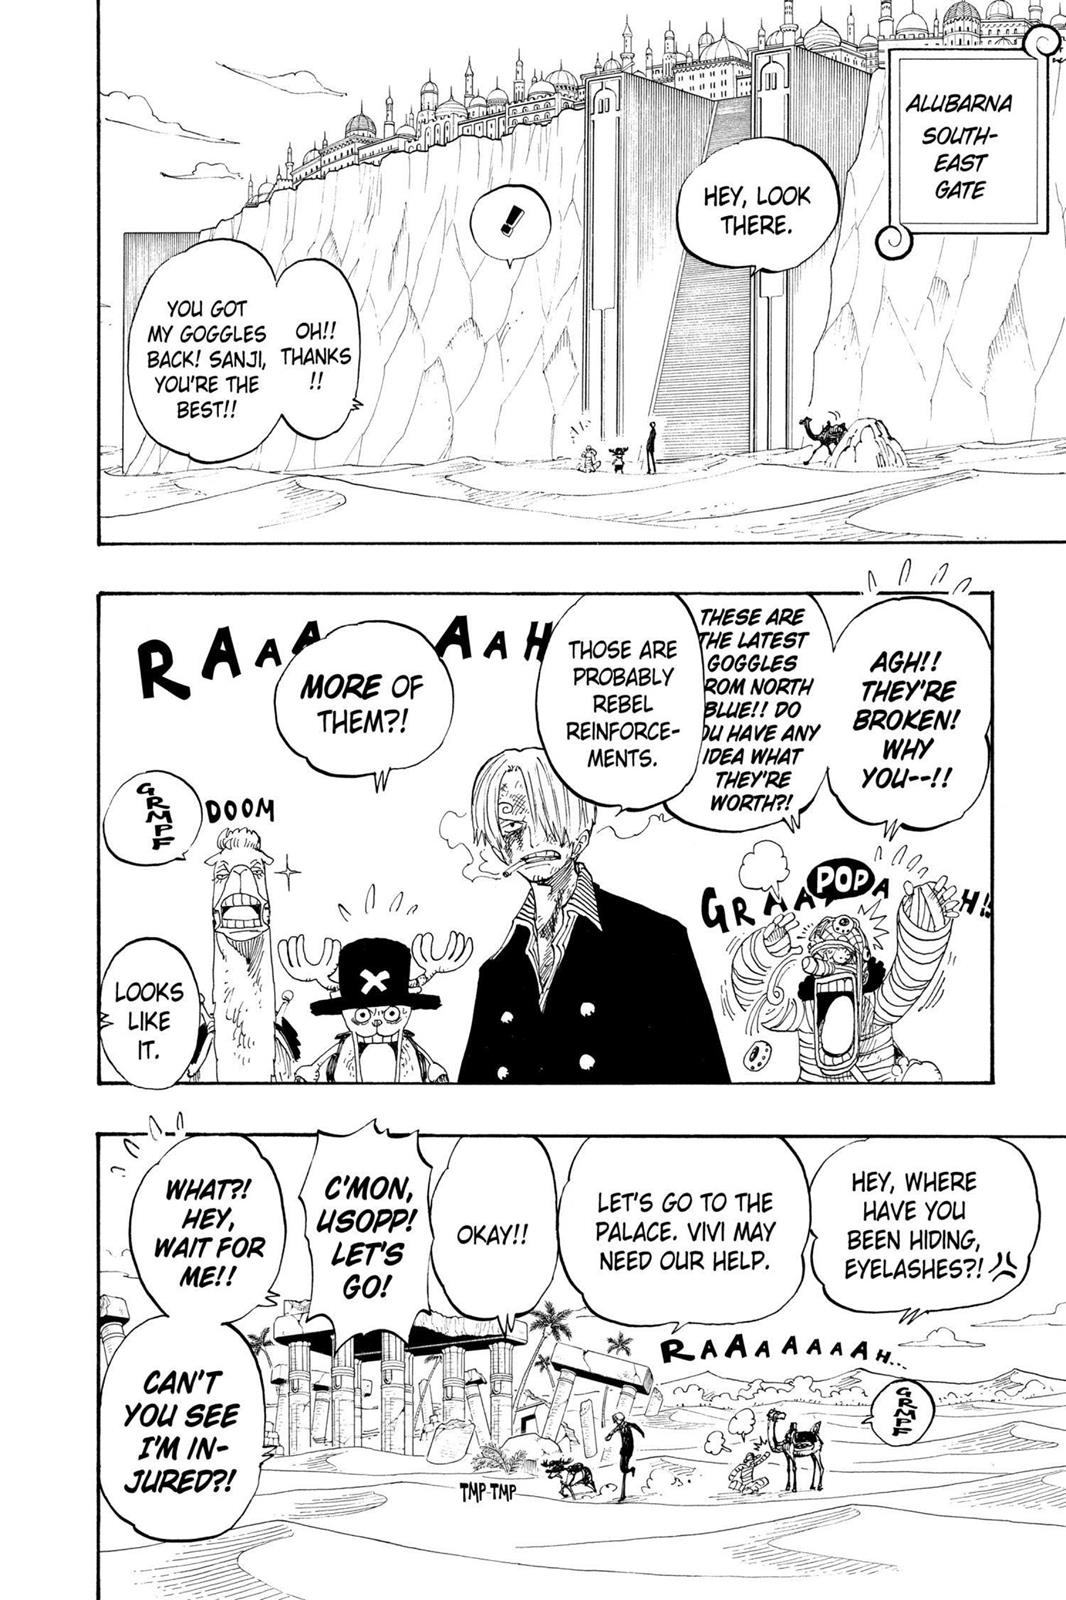 ALUBARNA
SOUTH-
EAST
GATE
HEY, LOOK
THERE.
!
OH!!
THANKS
!!
YOU GOT
MY GOGGLES
BACK! SANJI,
YOU'RE THE
BEST!!
AGH!!
THEY'RE
BROKEN!
WHY
YOU--!!
THESE ARE
THE LATEST
GOGGLES
FROM NORTH
BLUE!! DO
YOU HAVE ANY
IDEA WHAT
THEY'RE
WORTH?!
THOSE ARE
PROBABLY
REBEL
REINFORCE-
MENTS.
MORE OF
THEM?!
RAAA AAH
GRMPF
DOOM
LOOKS
LIKE
IT.
GRAA A H!!
POP
HEY, WHERE
HAVE YOU
BEEN HIDING,
EYELASHES?!
LET'S GO TO THE
PALACE. VIVI MAY
NEED OUR HELP.
OKAY!!
C'MON,
USOPP!
LET'S
GO!
WHAT?!
HEY,
WAIT FOR
ME!!
CAN'T
YOU SEE
I'M IN-
JURED?!
RAAAAAAAH...
GRMPF
TMP-TMP